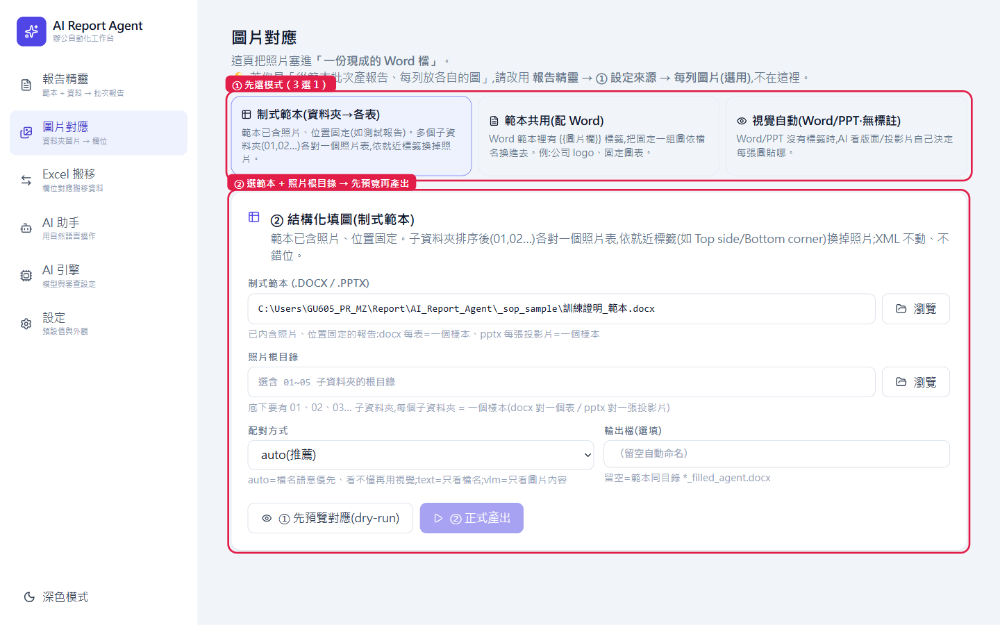 AI Report Agent
辦公自動化工作台
報告精靈
範本 + 資料 → 批次報告
圖片對應
資料夾圖片 → 欄位
Excel 搬移
欄位對應搬移資料
AI 助手
用自然語言操作
AI 引擎
模型與審查設定
設定
預設值與外觀
深色模式
圖片對應
這頁把照片塞進「一份現成的 Word 檔」。
批次產報告、每列放各自的圖」,請改用 報告精靈 → ① 設定來源 → 每列圖片(選用),不在這裡。
① 先選模式 ( 3 選 1 )
制式範本(資料夾→各表)
範本已含照片、位置固定(如測試報告)。多個子資
料夾(01,02…)各對一個照片表,依就近標籤換掉照
片。
範本共用(配 Word)
Word 範本裡有 {{圖片欄}} 標籤,把固定一組圖依檔
名換進去。例:公司 logo、固定圖表。
視覺自動(Word/PPT·無標註)
Word/PPT 沒有標籤時,AI 看版面/投影片自己決定
每張圖貼哪。
② 選範本 + 照片根目錄 → 先預覽再產出
② 結構化填圖(制式範本)
範本已含照片、位置固定。子資料夾排序後(01,02…)各對一個照片表,依就近標籤(如 Top side/Bottom corner)換掉照片;XML 不動、不
錯位。
制式範本 (.DOCX / .PPTX)
C:\Users\GU605_PR_MZ\Report\AI_Report_Agent\_sop_sample\訓練證明_範本.docx
瀏覽
已內含照片、位置固定的報告:docx 每表=一個樣本、pptx 每張投影片=一個樣本
照片根目錄
選含 01~05 子資料夾的根目錄
瀏覽
底下要有 01、02、03… 子資料夾,每個子資料夾 = 一個樣本(docx 對一個表 / pptx 對一張投影片)
配對方式
auto(推薦)
auto=檔名語意優先、看不懂再用視覺;text=只看檔名;vlm=只看圖片內容
輸出檔(選填)
（留空自動命名）
留空=範本同目錄 *_filled_agent.docx
① 先預覽對應(dry-run)
② 正式產出